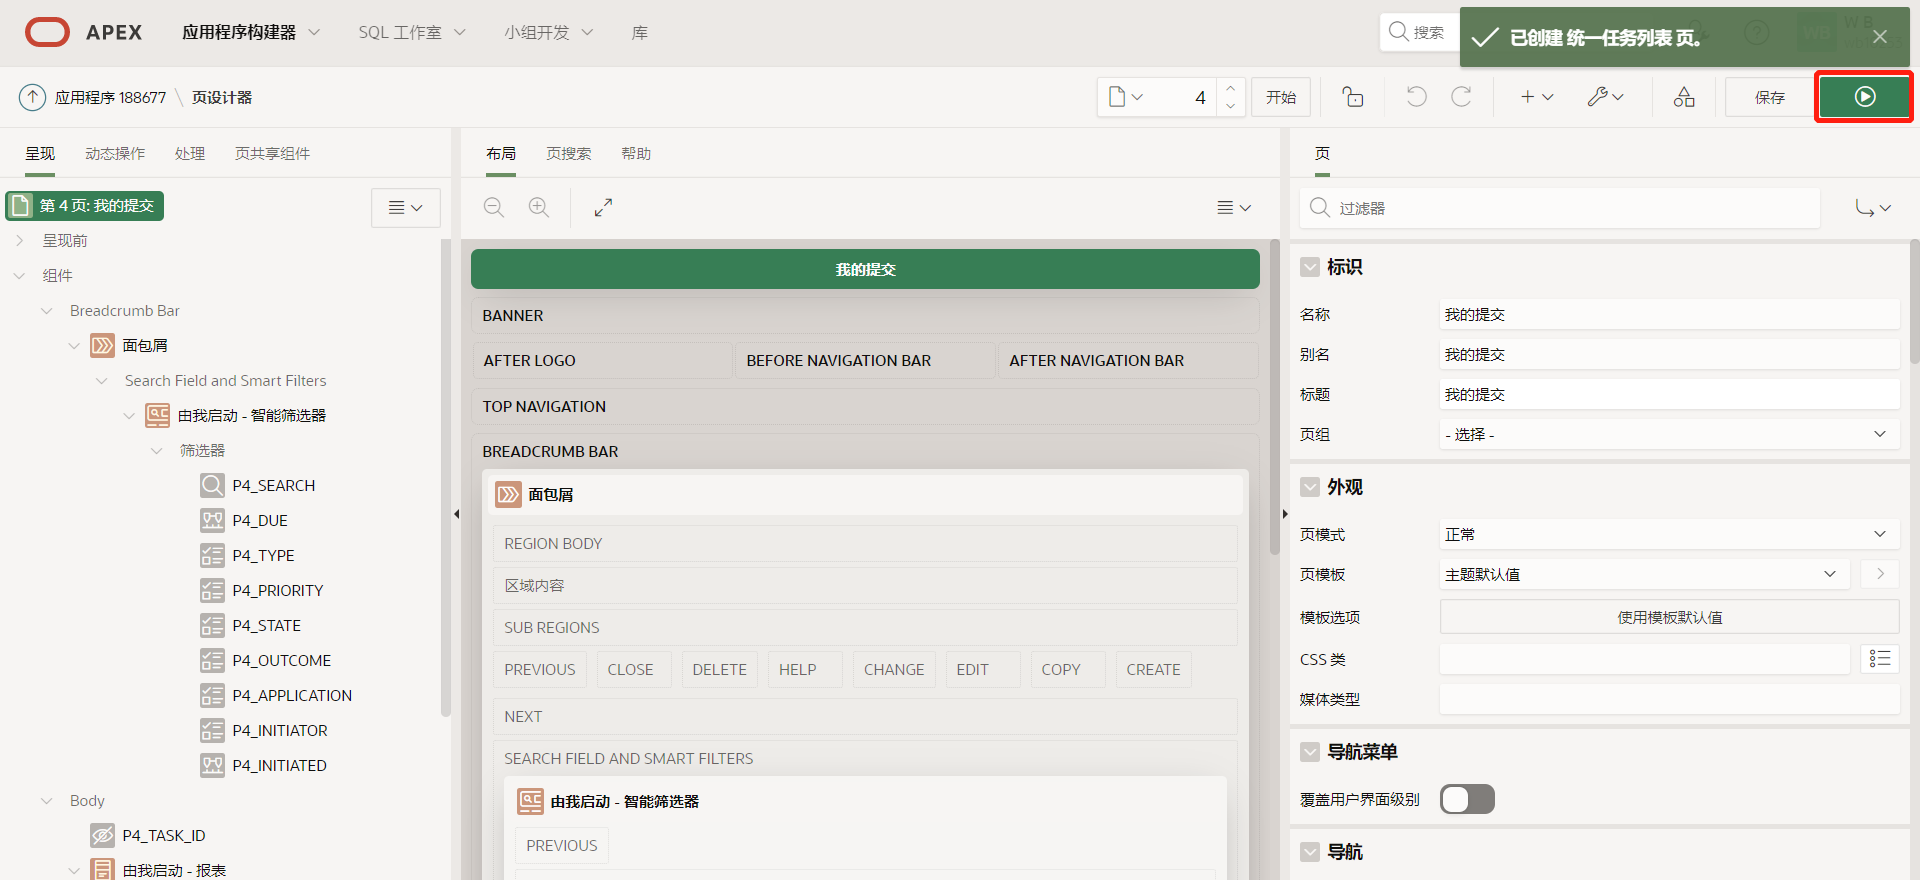 APEX
应用程序构建器
SQL 工作室
小组开发
库
搜索
已创建 统一任务列表 页。
应用程序 188677
页设计器
4
开始
保存
呈现
动态操作
处理
页共享组件
布局
页搜索
帮助
页
第 4 页: 我的提交
呈现前
组件
Breadcrumb Bar
面包屑
Search Field and Smart Filters
由我启动 - 智能筛选器
筛选器
P4_SEARCH
P4_DUE
P4_TYPE
P4_PRIORITY
P4_STATE
P4_OUTCOME
P4_APPLICATION
P4_INITIATOR
P4_INITIATED
Body
P4_TASK_ID
由我启动 - 报表
我的提交
BANNER
AFTER LOGO
BEFORE NAVIGATION BAR
AFTER NAVIGATION BAR
TOP NAVIGATION
BREADCRUMB BAR
面包屑
REGION BODY
区域内容
SUB REGIONS
PREVIOUS
CLOSE
DELETE
HELP
CHANGE
EDIT
COPY
CREATE
NEXT
SEARCH FIELD AND SMART FILTERS
由我启动 - 智能筛选器
PREVIOUS
过滤器
标识
名称
我的提交
别名
我的提交
标题
我的提交
页组
- 选择 -
外观
页模式
正常
页模板
主题默认值
模板选项
使用模板默认值
CSS 类
媒体类型
导航菜单
覆盖用户界面级别
导航